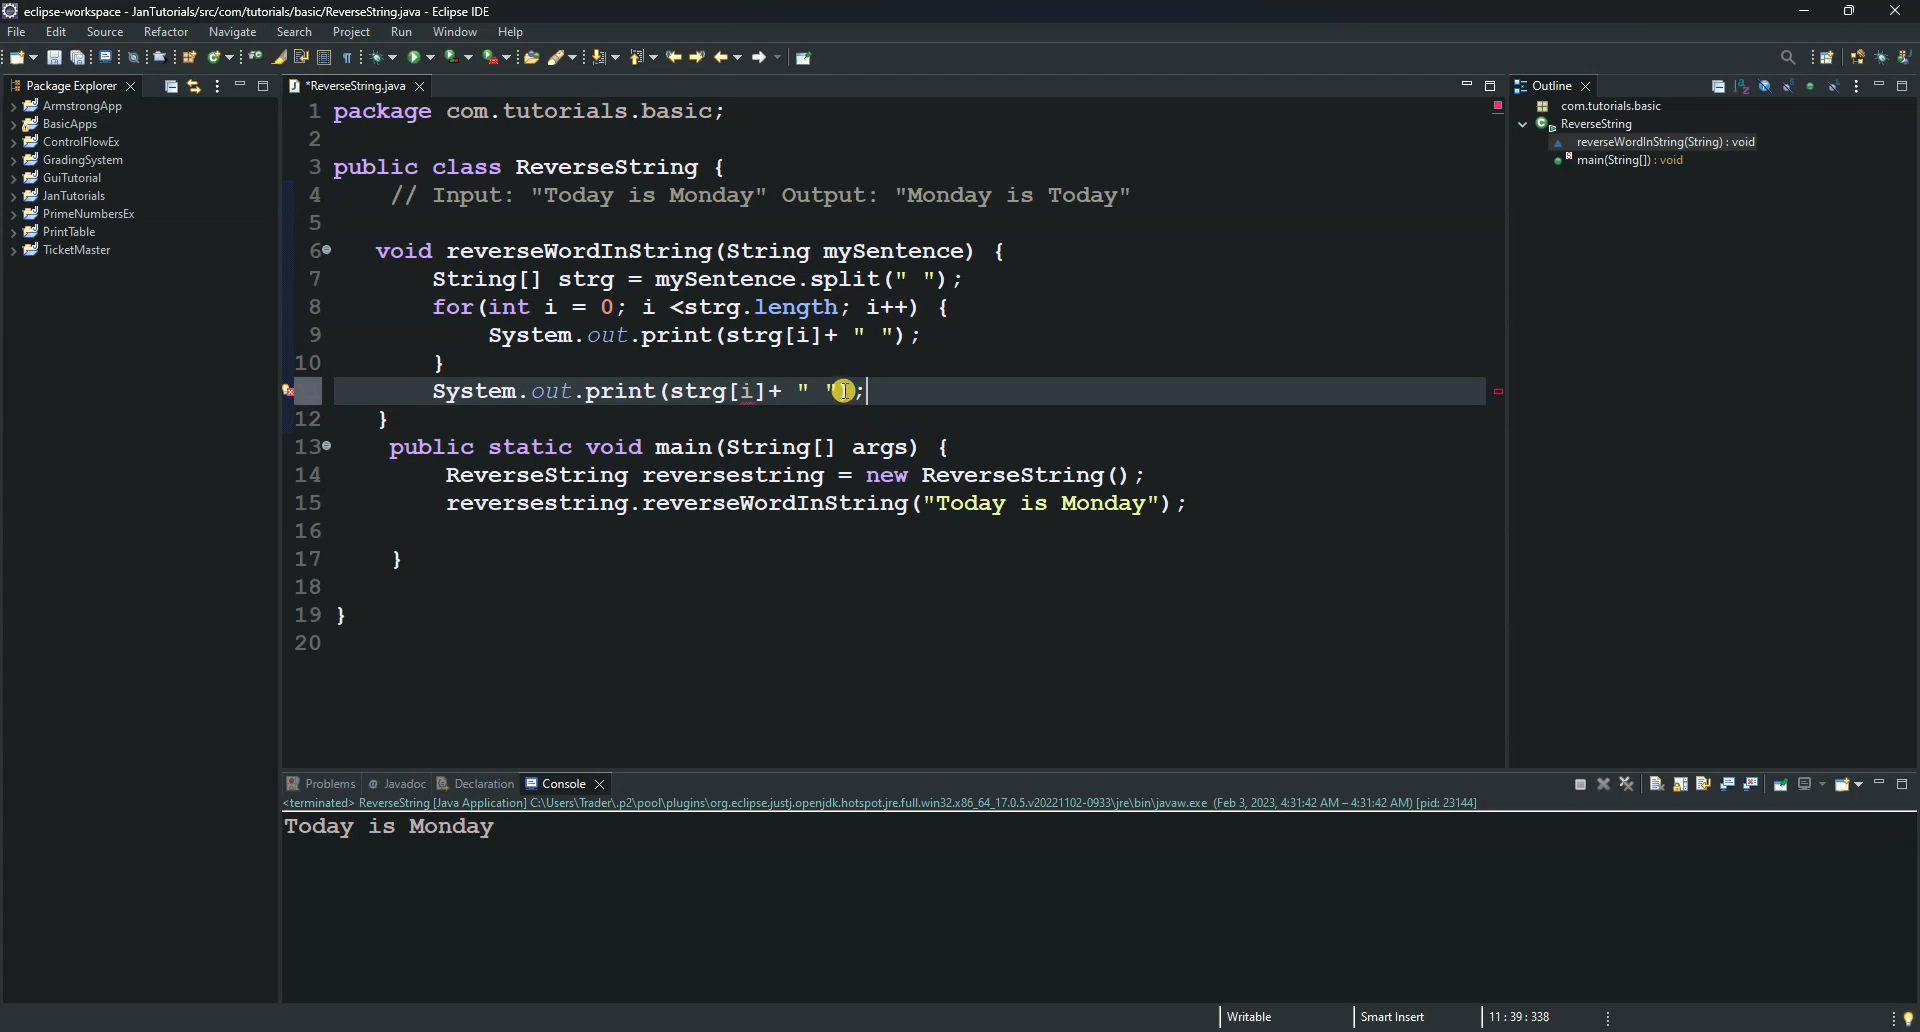 eclipse-workspace - JanTutorials/src/com/tutorials/basic/ReverseString.java - Eclipse IDE
File Edit Source Refactor Navigate Search Project Run Window Help
Package Explorer
*ReverseString.java
Outline
ArmstrongApp
BasicApps
ControlFlowEx
GradingSystem
GuiTutorial
JanTutorials
PrimeNumbersEx
PrintTable
TicketMaster
1 package com.tutorials.basic;
2
3 public class ReverseString {
4 // Input: "Today is Monday" Output: "Monday is Today"
5
6 void reverseWordInString(String mySentence) {
7 String[] strg = mySentence.split(" ");
8 for(int i = 0; i <strg.length; i++) {
9 System.out.print(strg[i]+ " ");
10 }
System.out.print(strg[i]+ " ");
12 }
13 public static void main(String[] args) {
14 ReverseString reversestring = new ReverseString();
15 reversestring.reverseWordInString("Today is Monday");
16
17 }
18
19 }
20
com.tutorials.basic
ReverseString
reverseWordInString(String) : void
main(String[]) : void
Problems Javadoc Declaration Console
<terminated> ReverseString [Java Application] C:\Users\Trader\.p2\pool\plugins\org.eclipse.justj.openjdk.hotspot.jre.full.win32.x86_64_17.0.5.v20221102-0933\jre\bin\javaw.exe (Feb 3, 2023, 4:31:42 AM – 4:31:42 AM) [pid: 23144]
Today is Monday
Writable Smart Insert 11 : 39 : 338